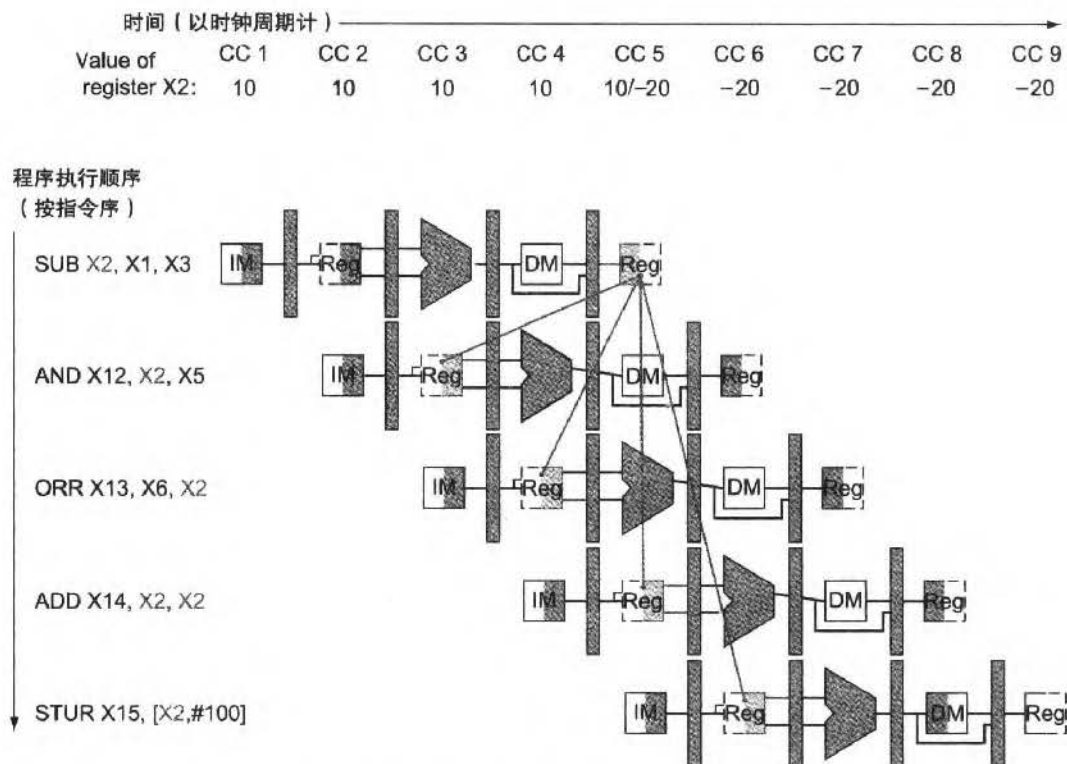 时间（以时钟周期计）
Value of register X2:
CC 1 CC 2 CC 3 CC 4 CC 5 CC 6 CC 7 CC 8 CC 9
10 10 10 10 10/–20 –20 –20 –20 –20
程序执行顺序
（按指令序）
SUB X2, X1, X3
IM Reg DM Reg
AND X12, X2, X5
IM Reg DM Reg
ORR X13, X6, X2
IM Reg DM Reg
ADD X14, X2, X2
IM Reg DM Reg
STUR X15, [X2,#100]
IM Reg DM Reg